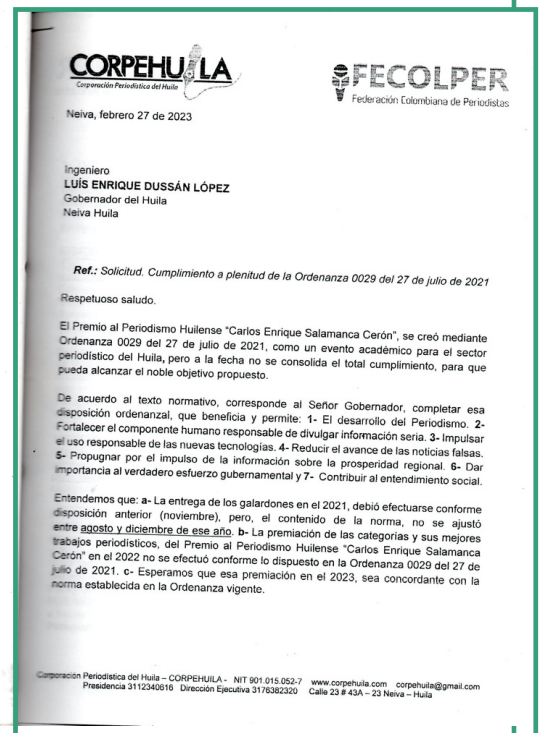 CORPEHUILA
Corporación Periodística del Huila
FECOLPER
Federación Colombiana de Periodistas
Neiva, febrero 27 de 2023
Ingeniero
LUÍS ENRIQUE DUSSÁN LÓPEZ
Gobernador del Huila
Neiva Huila
Ref.: Solicitud. Cumplimiento a plenitud de la Ordenanza 0029 del 27 de julio de 2021
Respetuoso saludo.
El Premio al Periodismo Huilense "Carlos Enrique Salamanca Cerón", se creó mediante
Ordenanza 0029 del 27 de julio de 2021, como un evento académico para el sector
periodístico del Huila, pero a la fecha no se consolida el total cumplimiento, para que
pueda alcanzar el noble objetivo propuesto.
De acuerdo al texto normativo, corresponde al Señor Gobernador, completar esa
disposición ordenanzal, que beneficia y permite: 1- El desarrollo del Periodismo. 2-
Fortalecer el componente humano responsable de divulgar información seria. 3- Impulsar
el uso responsable de las nuevas tecnologías. 4- Reducir el avance de las noticias falsas.
5- Propugnar por el impulso de la información sobre la prosperidad regional. 6- Dar
importancia al verdadero esfuerzo gubernamental y 7- Contribuir al entendimiento social.
Entendemos que: a- La entrega de los galardones en el 2021, debió efectuarse conforme
disposición anterior (noviembre), pero, el contenido de la norma, no se ajustó
entre agosto y diciembre de ese año. b- La premiación de las categorías y sus mejores
trabajos periodísticos, del Premio al Periodismo Huilense "Carlos Enrique Salamanca
Cerón" en el 2022 no se efectuó conforme lo dispuesto en la Ordenanza 0029 del 27 de
julio de 2021. c- Esperamos que esa premiación en el 2023, sea concordante con la
norma establecida en la Ordenanza vigente.
Corporación Periodística del Huila – CORPEHUILA - NIT 901.015.052-7 www.corpehuila.com corpehuila@gmail.com
Presidencia 3112340616 Dirección Ejecutiva 3176382320 Calle 23 # 43A – 23 Neiva – Huila